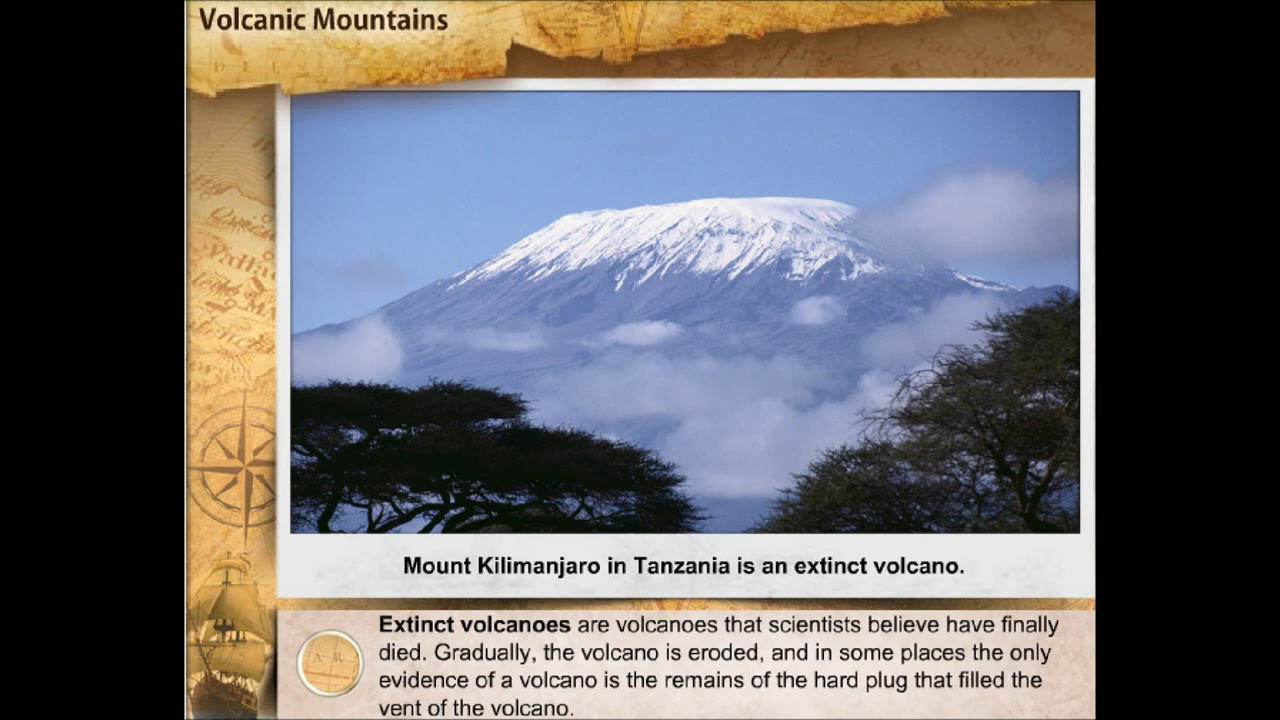 Volcanic Mountains
Mount Kilimanjaro in Tanzania is an extinct volcano.
Extinct volcanoes are volcanoes that scientists believe have finally
died. Gradually, the volcano is eroded, and in some places the only
evidence of a volcano is the remains of the hard plug that filled the
vent of the volcano.